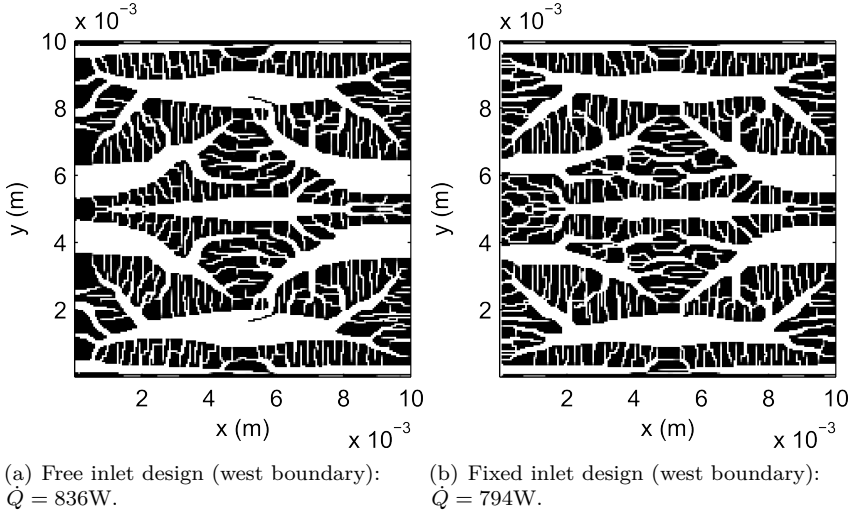 x 10⁻³ x 10⁻³
10 10
8 8
6 6
y (m) y (m)
4 4
2 2
2 4 6 8 10 2 4 6 8 10
x (m) x (m)
x 10⁻³ x 10⁻³
(a) Free inlet design (west boundary): (b) Fixed inlet design (west boundary):
Q̇ = 836W. Q̇ = 794W.